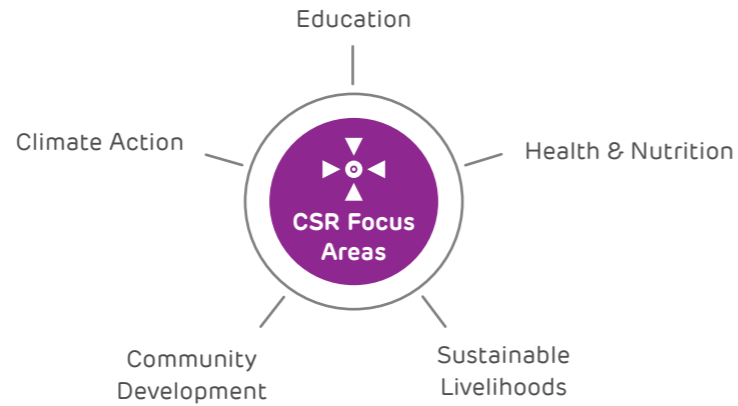 Education
Climate Action
Health & Nutrition
CSR Focus
Areas
Community
Development
Sustainable
Livelihoods